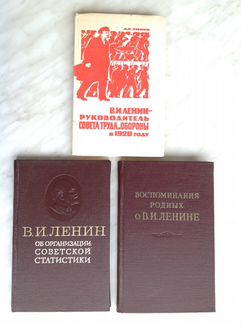 В.И.ЛЕНИН–
РУКОВОДИТЕЛЬ
СОВЕТА ТРУДА И ОБОРОНЫ
В 1920 ГОДУ
В.И.ЛЕНИН
ОБ ОРГАНИЗАЦИИ
СОВЕТСКОЙ
СТАТИСТИКИ
ВОСПОМИНАНИЯ
РОДНЫХ
О В.И.ЛЕНИНЕ